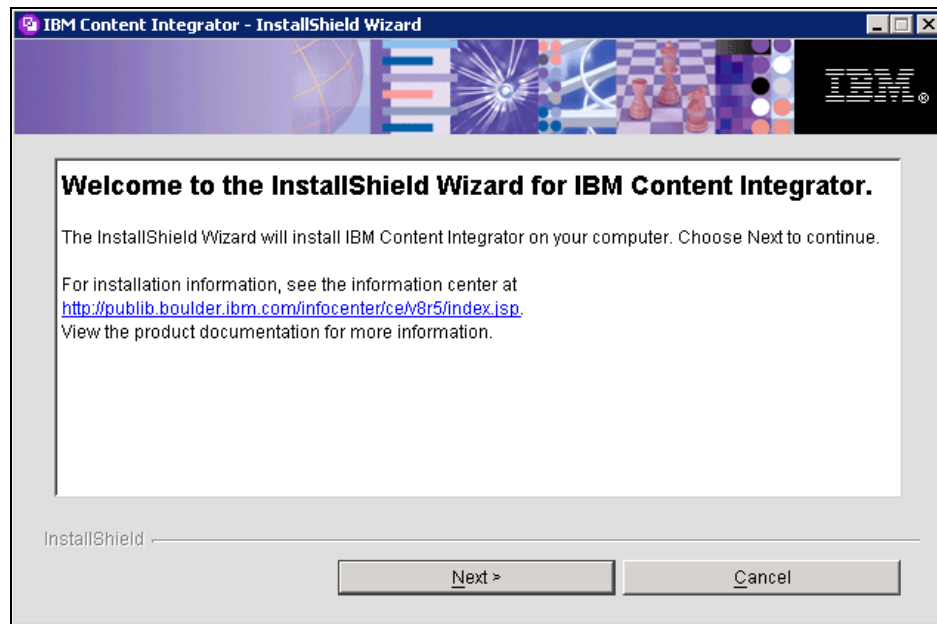 IBM Content Integrator - InstallShield Wizard
IBM®
Welcome to the InstallShield Wizard for IBM Content Integrator.
The InstallShield Wizard will install IBM Content Integrator on your computer. Choose Next to continue.
For installation information, see the information center at
http://publib.boulder.ibm.com/infocenter/ce/v8r5/index.jsp.
View the product documentation for more information.
InstallShield
Next >
Cancel